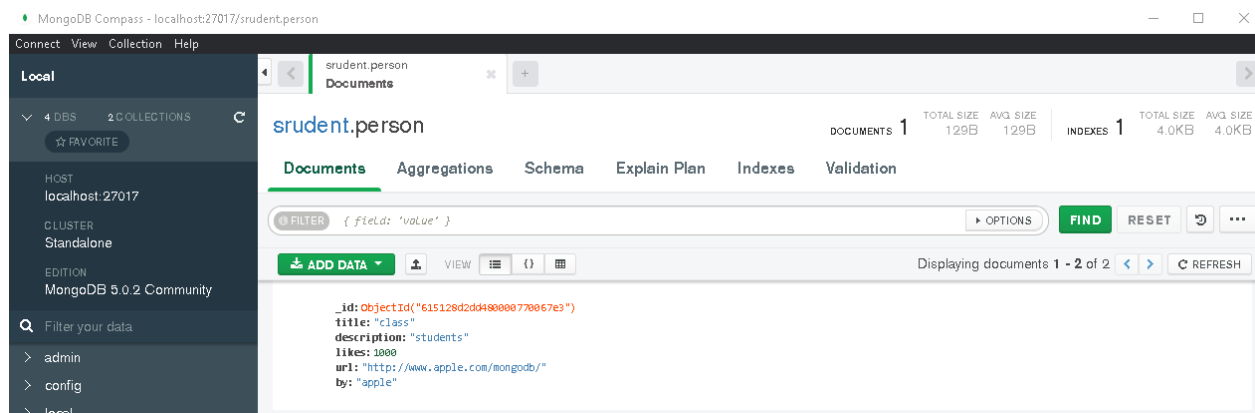 MongoDB Compass - localhost:27017/srudent.person
Connect View Collection Help
Local
4 DBS 2 COLLECTIONS
☆ FAVORITE
HOST
localhost:27017
CLUSTER
Standalone
EDITION
MongoDB 5.0.2 Community
Filter your data
admin
config
local
srudent.person
Documents
srudent.person
DOCUMENTS 1
TOTAL SIZE AVG. SIZE
129B 129B
INDEXES 1
TOTAL SIZE AVG. SIZE
4.0KB 4.0KB
Documents Aggregations Schema Explain Plan Indexes Validation
FILTER { field: 'value' } OPTIONS FIND RESET ...
ADD DATA VIEW {} Displaying documents 1 - 2 of 2 < > REFRESH
title: "class"
description: "students"
likes: 1000
url: "http://www.apple.com/mongodb/"
by: "apple"